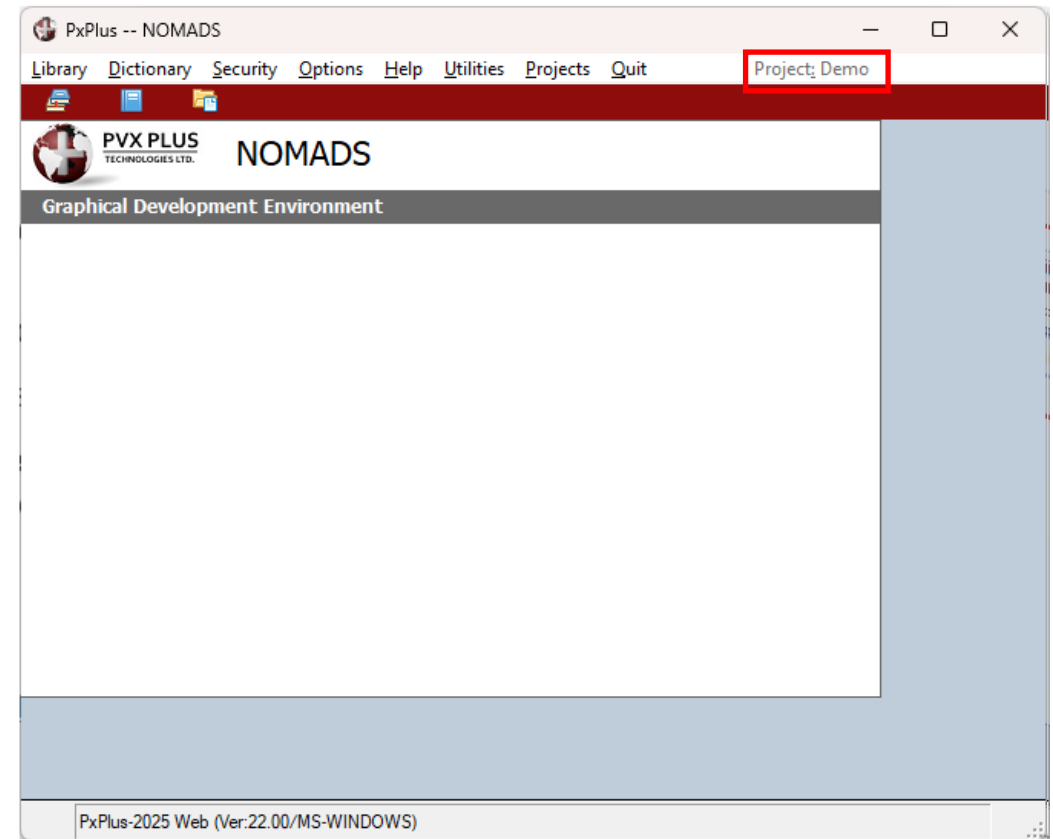 PxPlus -- NOMADS
Library Dictionary Security Options Help Utilities Projects Quit Project: Demo
PVX PLUS
TECHNOLOGIES LTD.
NOMADS
Graphical Development Environment
PxPlus-2025 Web (Ver:22.00/MS-WINDOWS)